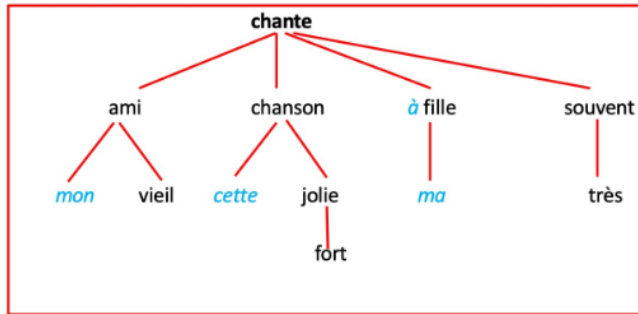 chante
ami chanson à fille souvent
mon vieil cette jolie ma très
fort